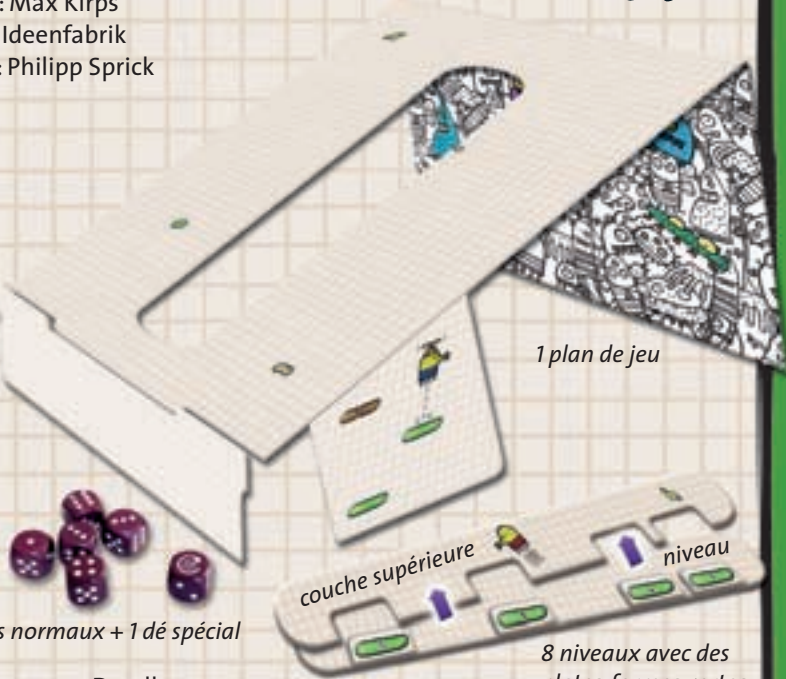 : Max Kirps
Ideenfabrik
: Philipp Sprick
1 plan de jeu
couche supérieure
niveau
s normaux + 1 dé spécial
8 niveaux avec des